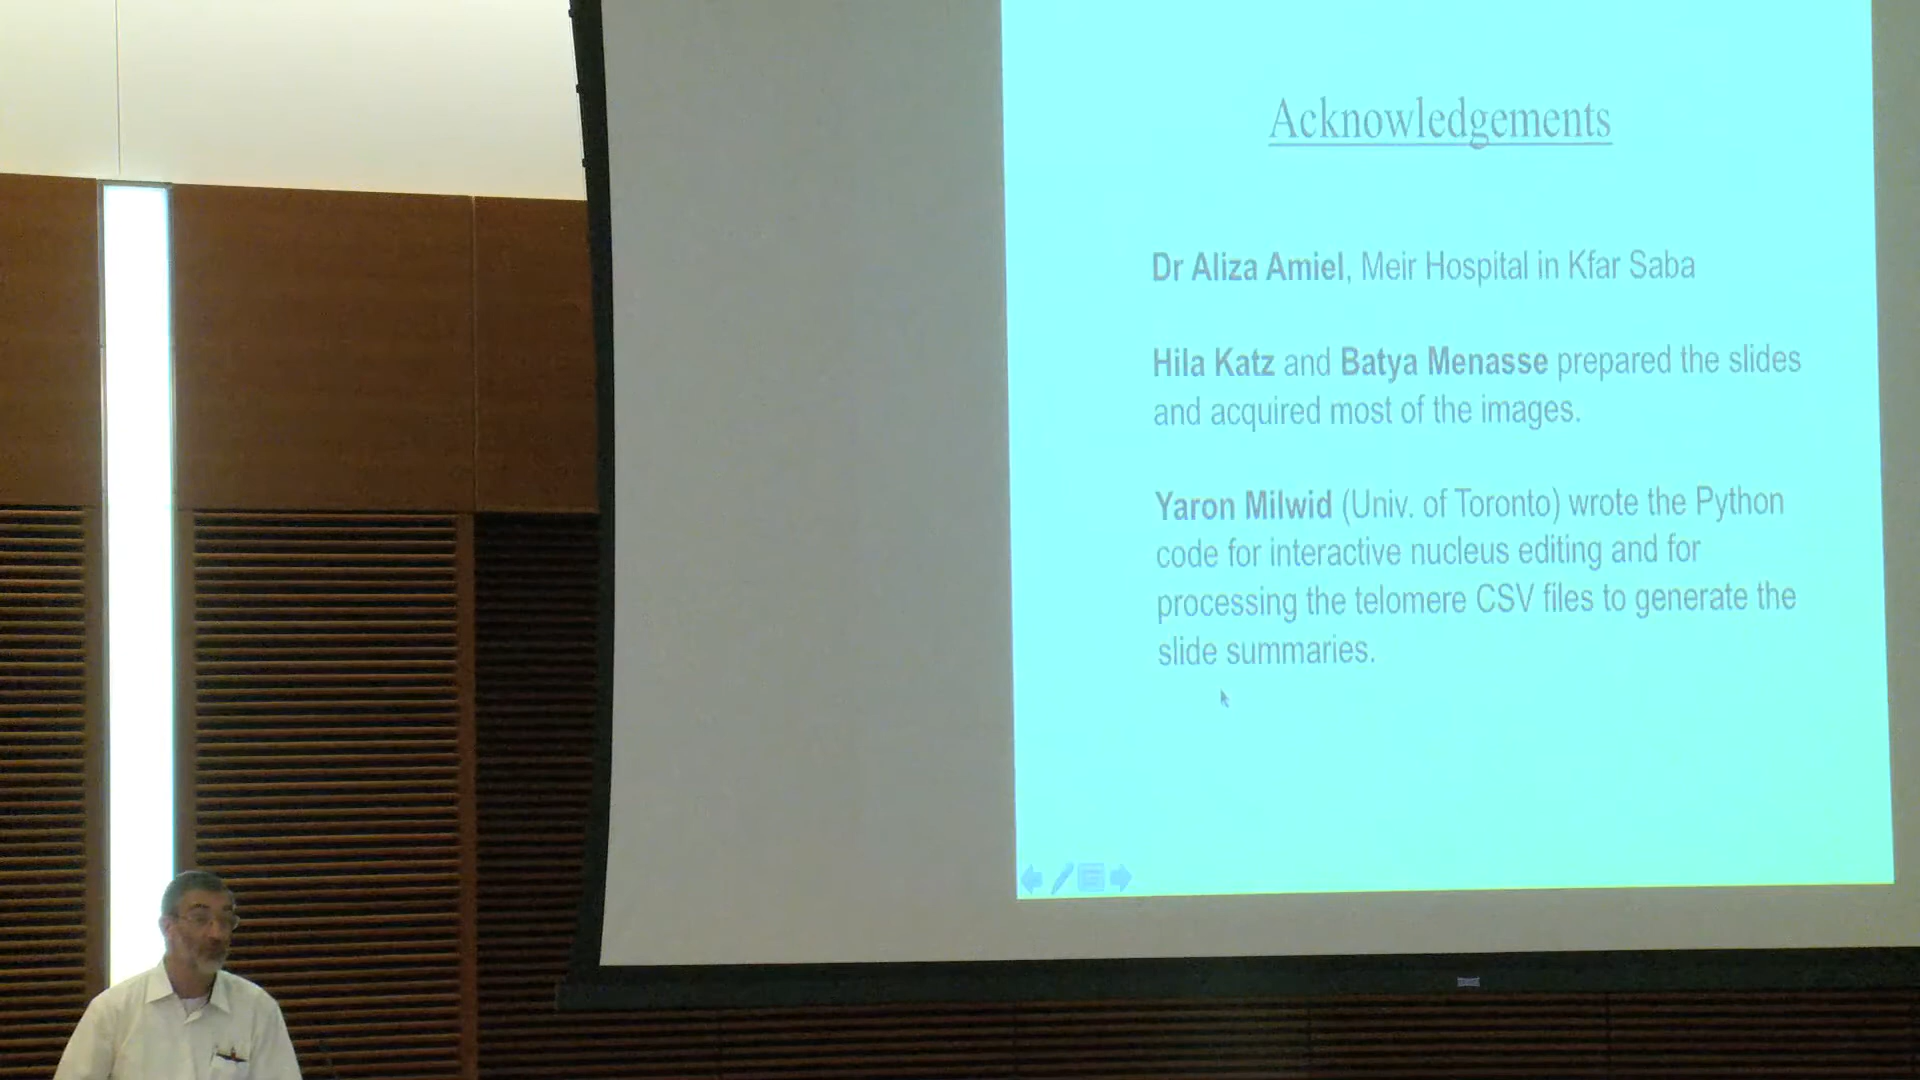 Acknowledgements
Dr Aliza Amiel, Meir Hospital in Kfar Saba
Hila Katz and Batya Menasse prepared the slides
and acquired most of the images.
Yaron Milwid (Univ. of Toronto) wrote the Python
code for interactive nucleus editing and for
processing the telomere CSV files to generate the
slide summaries.